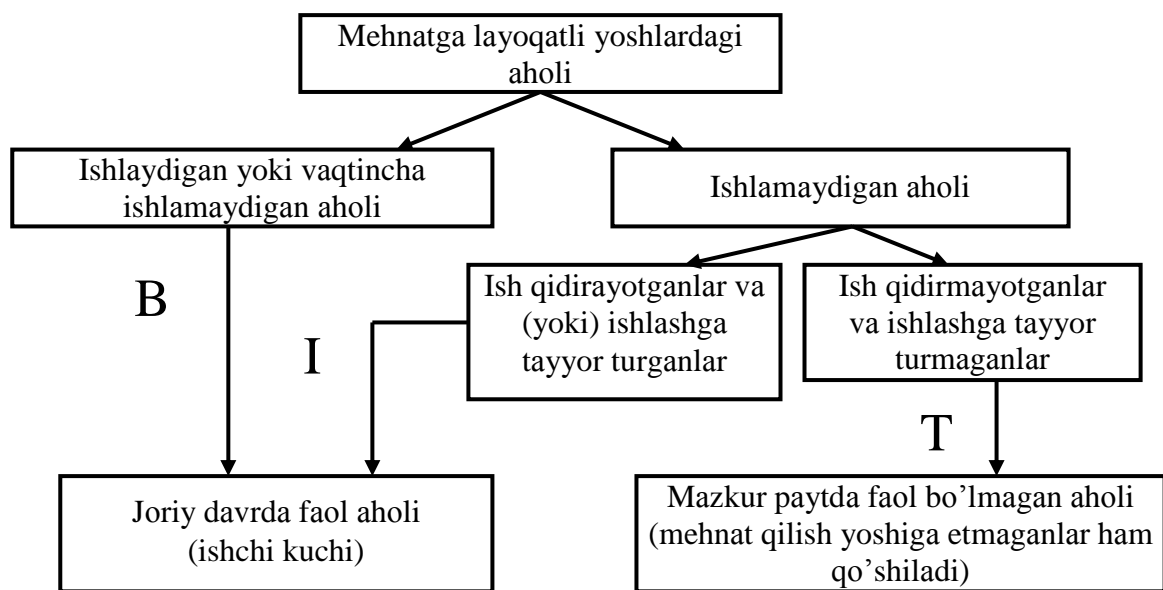 Mehnatga layoqatli yoshlardagi
aholi
Ishlaydigan yoki vaqtincha
ishlamaydigan aholi
Ishlamaydigan aholi
B
I
Ish qidirayotganlar va
(yoki) ishlashga
tayyor turganlar
Ish qidirmayotganlar
va ishlashga tayyor
turmaganlar
T
Joriy davrda faol aholi
(ishchi kuchi)
Mazkur paytda faol bo’lmagan aholi
(mehnat qilish yoshiga etmaganlar ham
qo’shiladi)